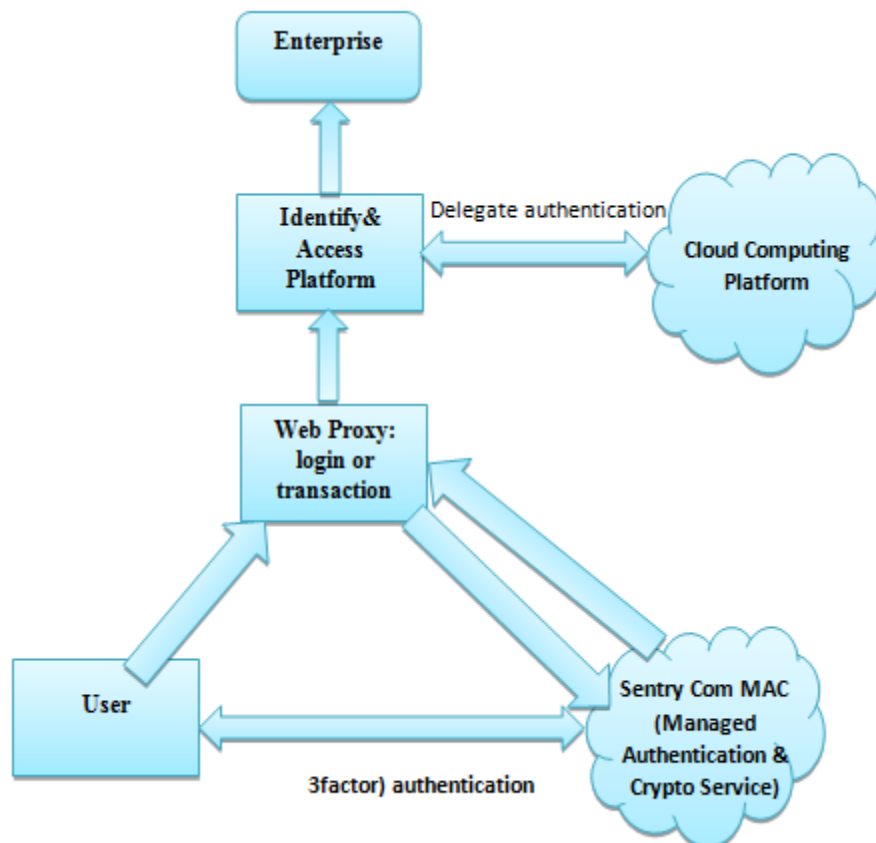 Enterprise
Identify&
Access
Platform
Delegate authentication
Cloud Computing
Platform
Web Proxy:
login or
transaction
User
Sentry Com MAC
(Managed
Authentication &
Crypto Service)
3factor) authentication